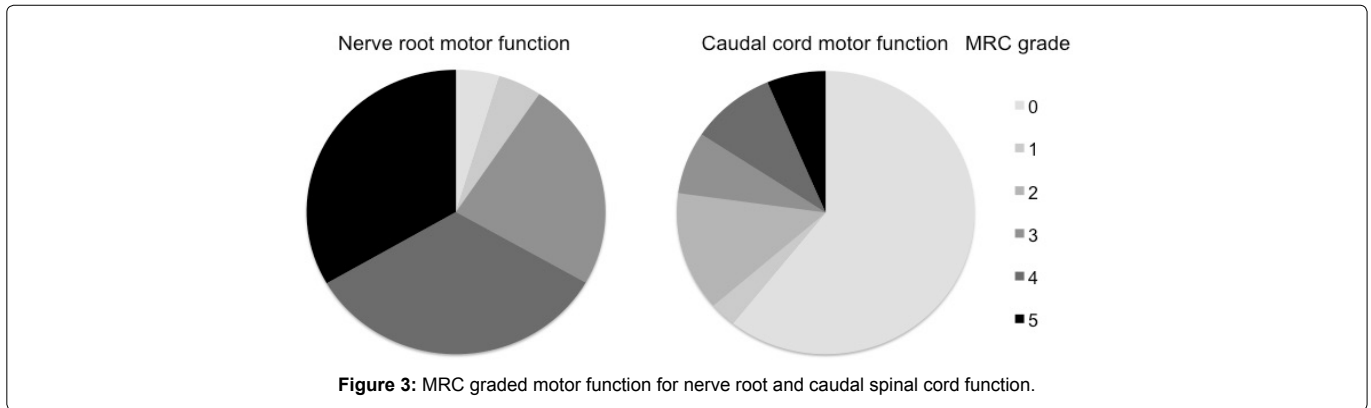 Nerve root motor function
Caudal cord motor function
MRC grade
0
1
2
3
4
5
Figure 3: MRC graded motor function for nerve root and caudal spinal cord function.